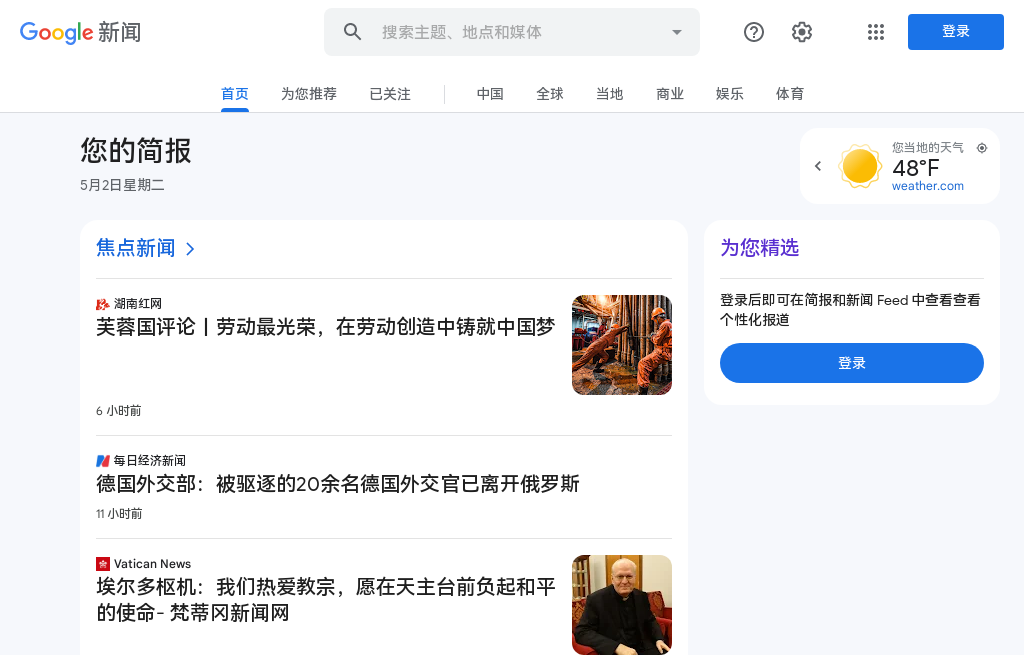 Google 新闻
搜索主题、地点和媒体
登录
首页
为您推荐
已关注
中国
全球
当地
商业
娱乐
体育
您的简报
5月2日星期二
您当地的天气
48°F
weather.com
焦点新闻
湖南红网
芙蓉国评论丨劳动最光荣，在劳动创造中铸就中国梦
6 小时前
每日经济新闻
德国外交部：被驱逐的20余名德国外交官已离开俄罗斯
11 小时前
Vatican News
埃尔多枢机：我们热爱教宗，愿在天主台前负起和平
的使命- 梵蒂冈新闻网
为您精选
登录后即可在简报和新闻 Feed 中查看查看
个性化报道
登录